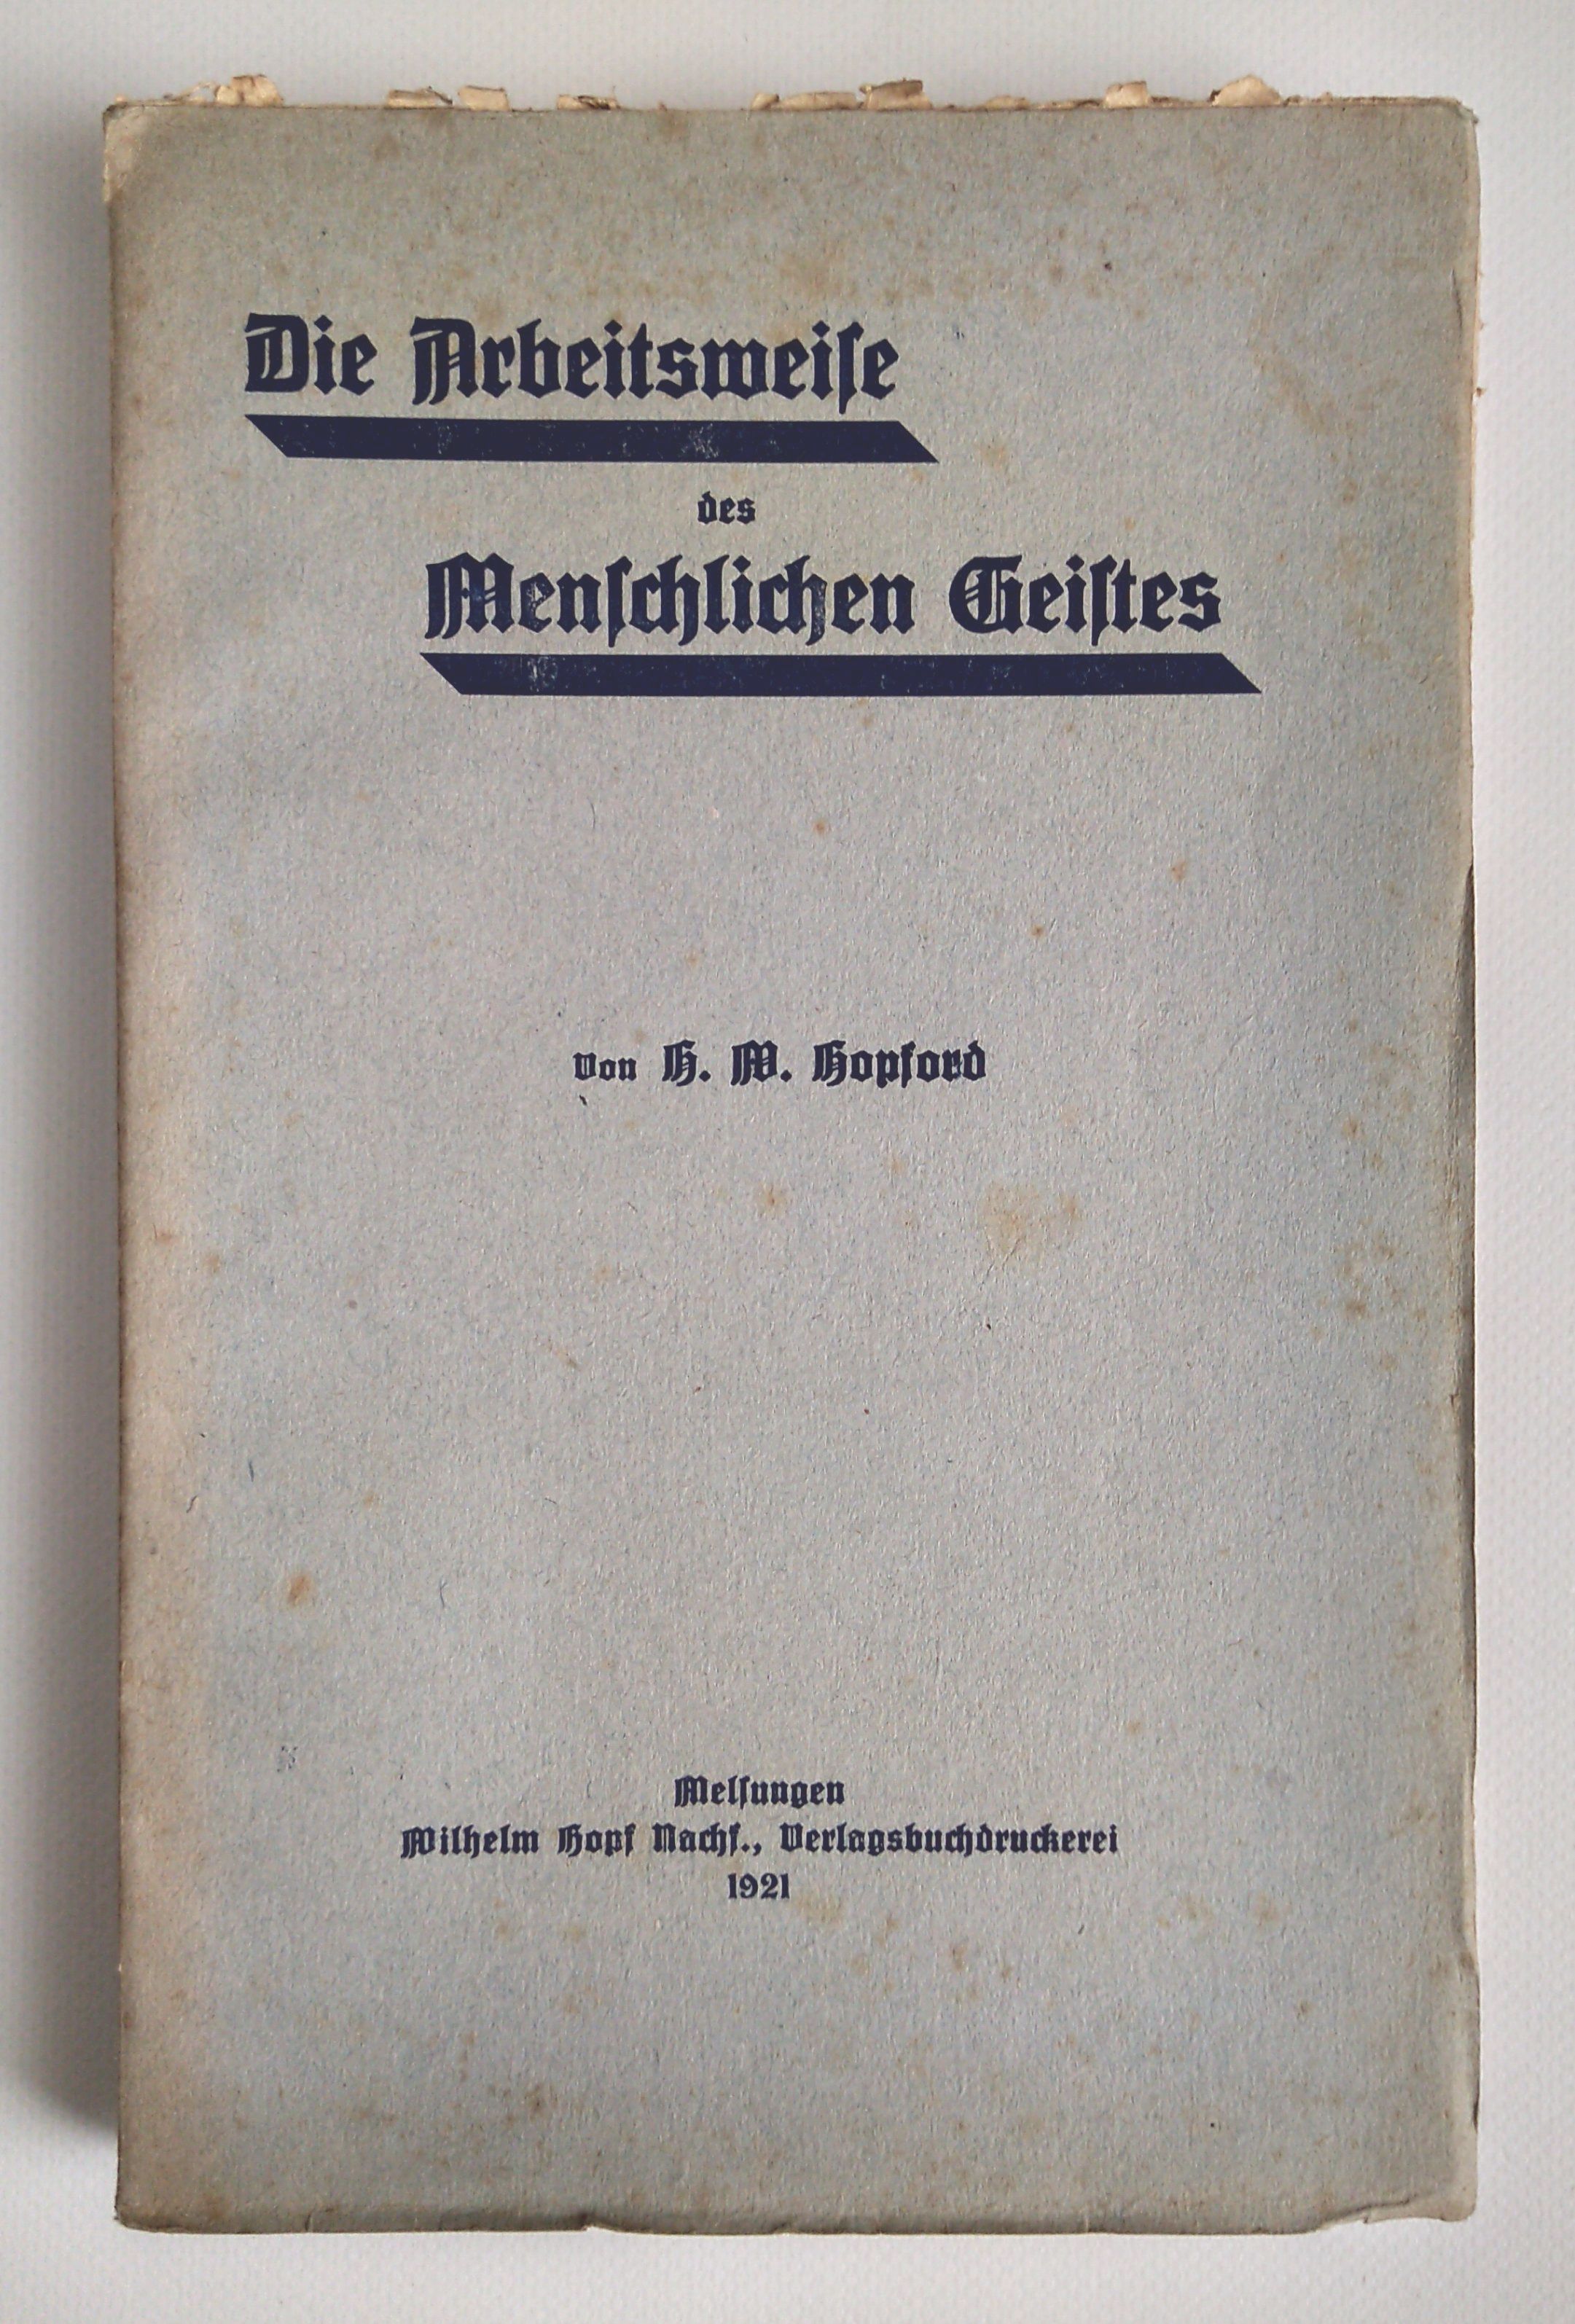 Die Arbeitsweiſe
des
Menſchlichen Geiſtes
von H. W. Hopford
Melſungen
Wilhelm Hopf Nachf., Verlagsbuchdruckerei
1921